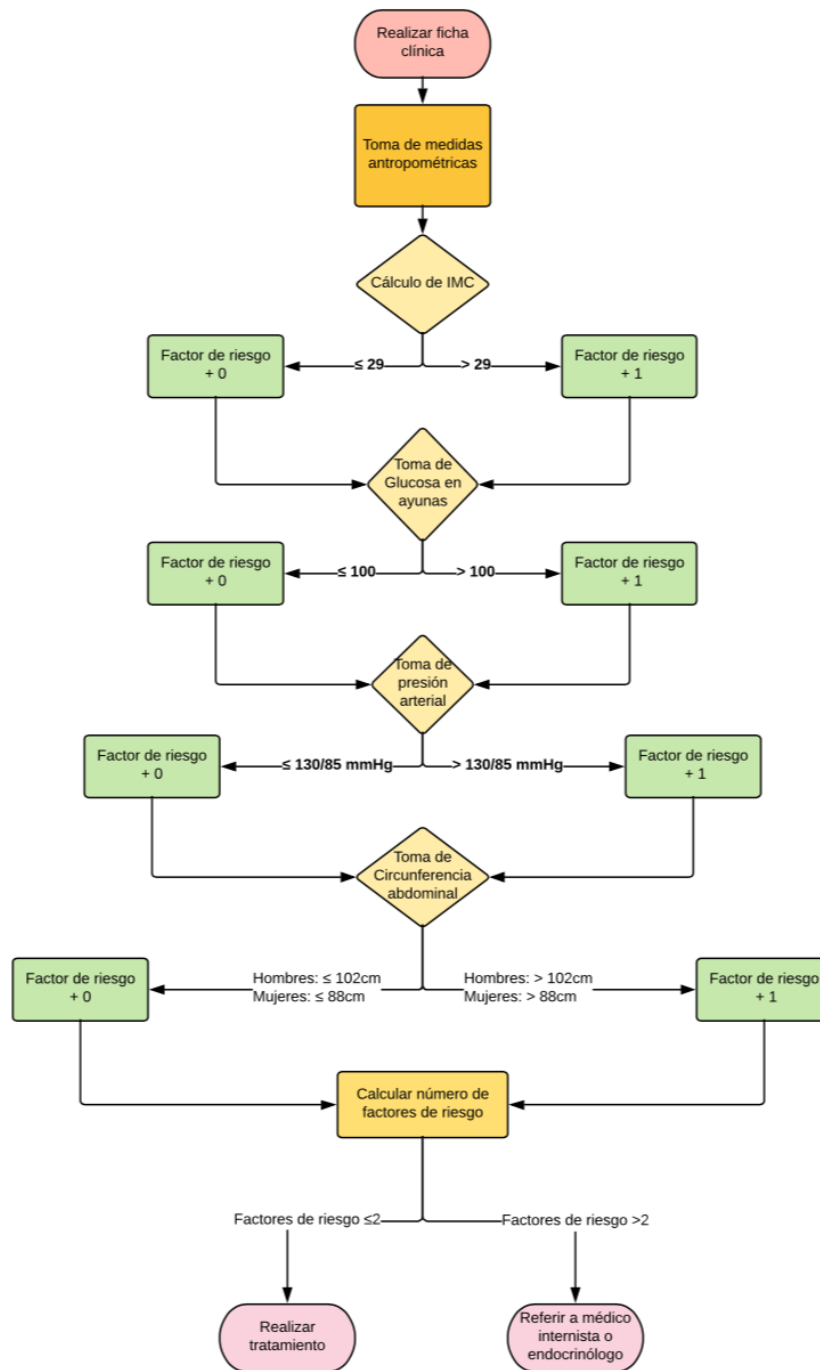 Realizar ficha
clínica
Toma de medidas
antropométricas
Cálculo de IMC
Factor de riesgo
+ 0
≤ 29
> 29
Factor de riesgo
+ 1
Toma de
Glucosa en
ayunas
Factor de riesgo
+ 0
≤ 100
> 100
Factor de riesgo
+ 1
Toma de
presión
arterial
Factor de riesgo
+ 0
≤ 130/85 mmHg
> 130/85 mmHg
Factor de riesgo
+ 1
Toma de
Circunferencia
abdominal
Factor de riesgo
+ 0
Hombres: ≤ 102cm
Mujeres: ≤ 88cm
Hombres: > 102cm
Mujeres: > 88cm
Factor de riesgo
+ 1
Calcular número de
factores de riesgo
Factores de riesgo ≤2
Factores de riesgo >2
Realizar
tratamiento
Referir a médico
internista o
endocrinólogo